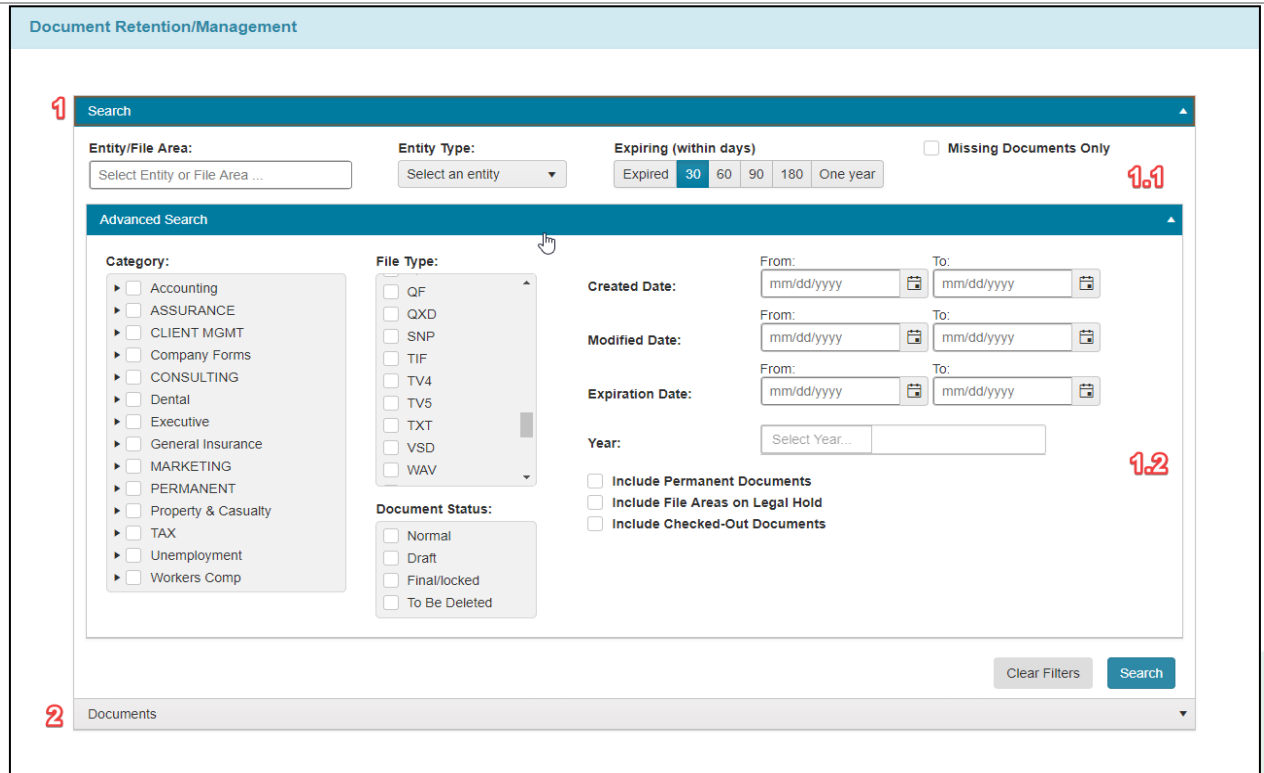 Document Retention/Management
1
Search
Entity/File Area:
Entity Type:
Expiring (within days)
Missing Documents Only
Select Entity or File Area ...
Select an entity
Expired 30 60 90 180 One year
1.1
Advanced Search
Category:
Accounting
ASSURANCE
CLIENT MGMT
Company Forms
CONSULTING
Dental
Executive
General Insurance
MARKETING
PERMANENT
Property & Casualty
TAX
Unemployment
Workers Comp
File Type:
QF
QXD
SNP
TIF
TV4
TV5
TXT
VSD
WAV
Document Status:
Normal
Draft
Final/locked
To Be Deleted
From: To:
Created Date: mm/dd/yyyy mm/dd/yyyy
From: To:
Modified Date: mm/dd/yyyy mm/dd/yyyy
From: To:
Expiration Date: mm/dd/yyyy mm/dd/yyyy
Year: Select Year...
1.2
Include Permanent Documents
Include File Areas on Legal Hold
Include Checked-Out Documents
Clear Filters
Search
2
Documents